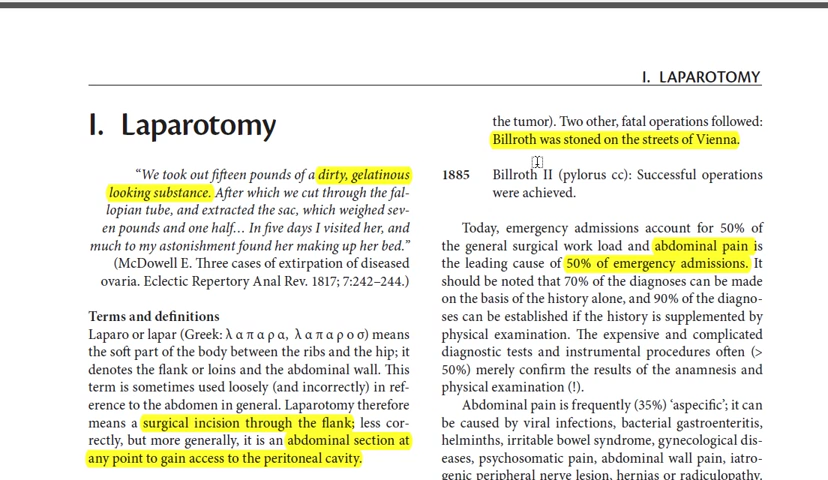 I. LAPAROTOMY
I. Laparotomy
“We took out fifteen pounds of a dirty, gelatinous
looking substance. After which we cut through the fal-
lopian tube, and extracted the sac, which weighed sev-
en pounds and one half… In five days I visited her, and
much to my astonishment found her making up her bed.”
(McDowell E. Three cases of extirpation of diseased
ovaria. Eclectic Repertory Anal Rev. 1817; 7:242–244.)
Terms and definitions
Laparo or lapar (Greek: λ α π α ρ α, λ α π α ρ ο σ) means
the soft part of the body between the ribs and the hip; it
denotes the flank or loins and the abdominal wall. This
term is sometimes used loosely (and incorrectly) in ref-
erence to the abdomen in general. Laparotomy therefore
means a surgical incision through the flank; less cor-
rectly, but more generally, it is an abdominal section at
any point to gain access to the peritoneal cavity.
the tumor). Two other, fatal operations followed:
Billroth was stoned on the streets of Vienna.
1885 Billroth II (pylorus cc): Successful operations
were achieved.
Today, emergency admissions account for 50% of
the general surgical work load and abdominal pain is
the leading cause of 50% of emergency admissions. It
should be noted that 70% of the diagnoses can be made
on the basis of the history alone, and 90% of the diagno-
ses can be established if the history is supplemented by
physical examination. The expensive and complicated
diagnostic tests and instrumental procedures often (>
50%) merely confirm the results of the anamnesis and
physical examination (!).
Abdominal pain is frequently (35%) ‘aspecific’; it can
be caused by viral infections, bacterial gastroenteritis,
helminths, irritable bowel syndrome, gynecological dis-
eases, psychosomatic pain, abdominal wall pain, iatro-
genic peripheral nerve lesion, hernias or radiculopathy.